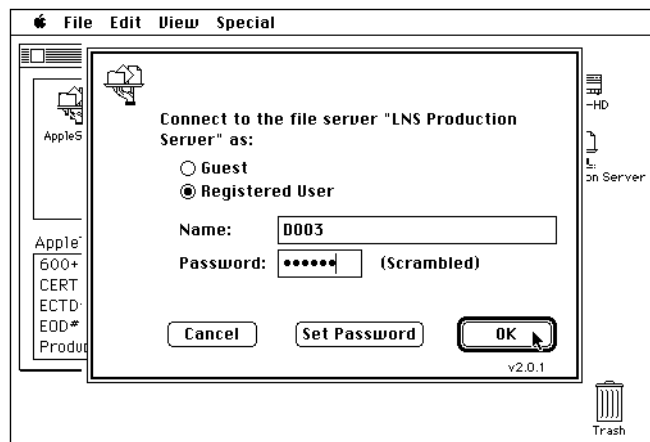 File Edit View Special
Connect to the file server "LNS Production
Server" as:
Guest
Registered User
Name: D003
Password: •••••• (Scrambled)
Cancel Set Password OK
v2.0.1
AppleS
Apple
600+
CERT
ECTD
EOD#
Produ
-HD
on Server
Trash